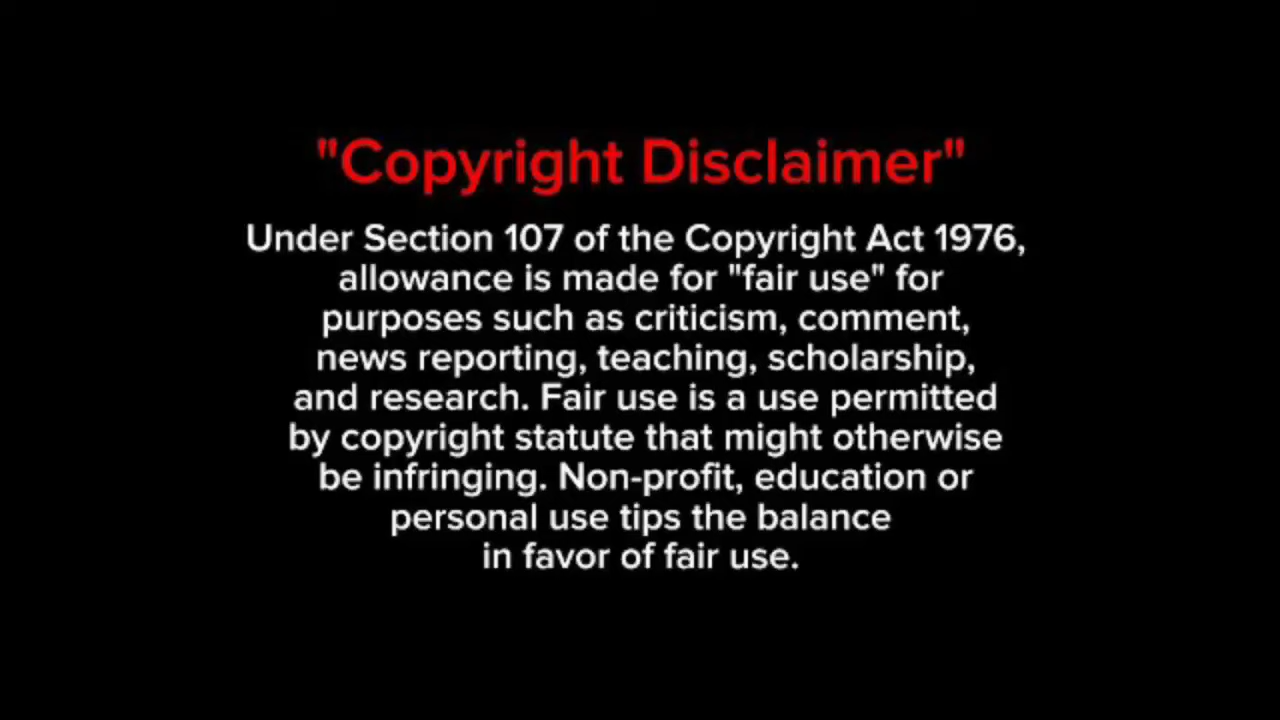 "Copyright Disclaimer"
Under Section 107 of the Copyright Act 1976,
allowance is made for "fair use" for
purposes such as criticism, comment,
news reporting, teaching, scholarship,
and research. Fair use is a use permitted
by copyright statute that might otherwise
be infringing. Non-profit, education or
personal use tips the balance
in favor of fair use.